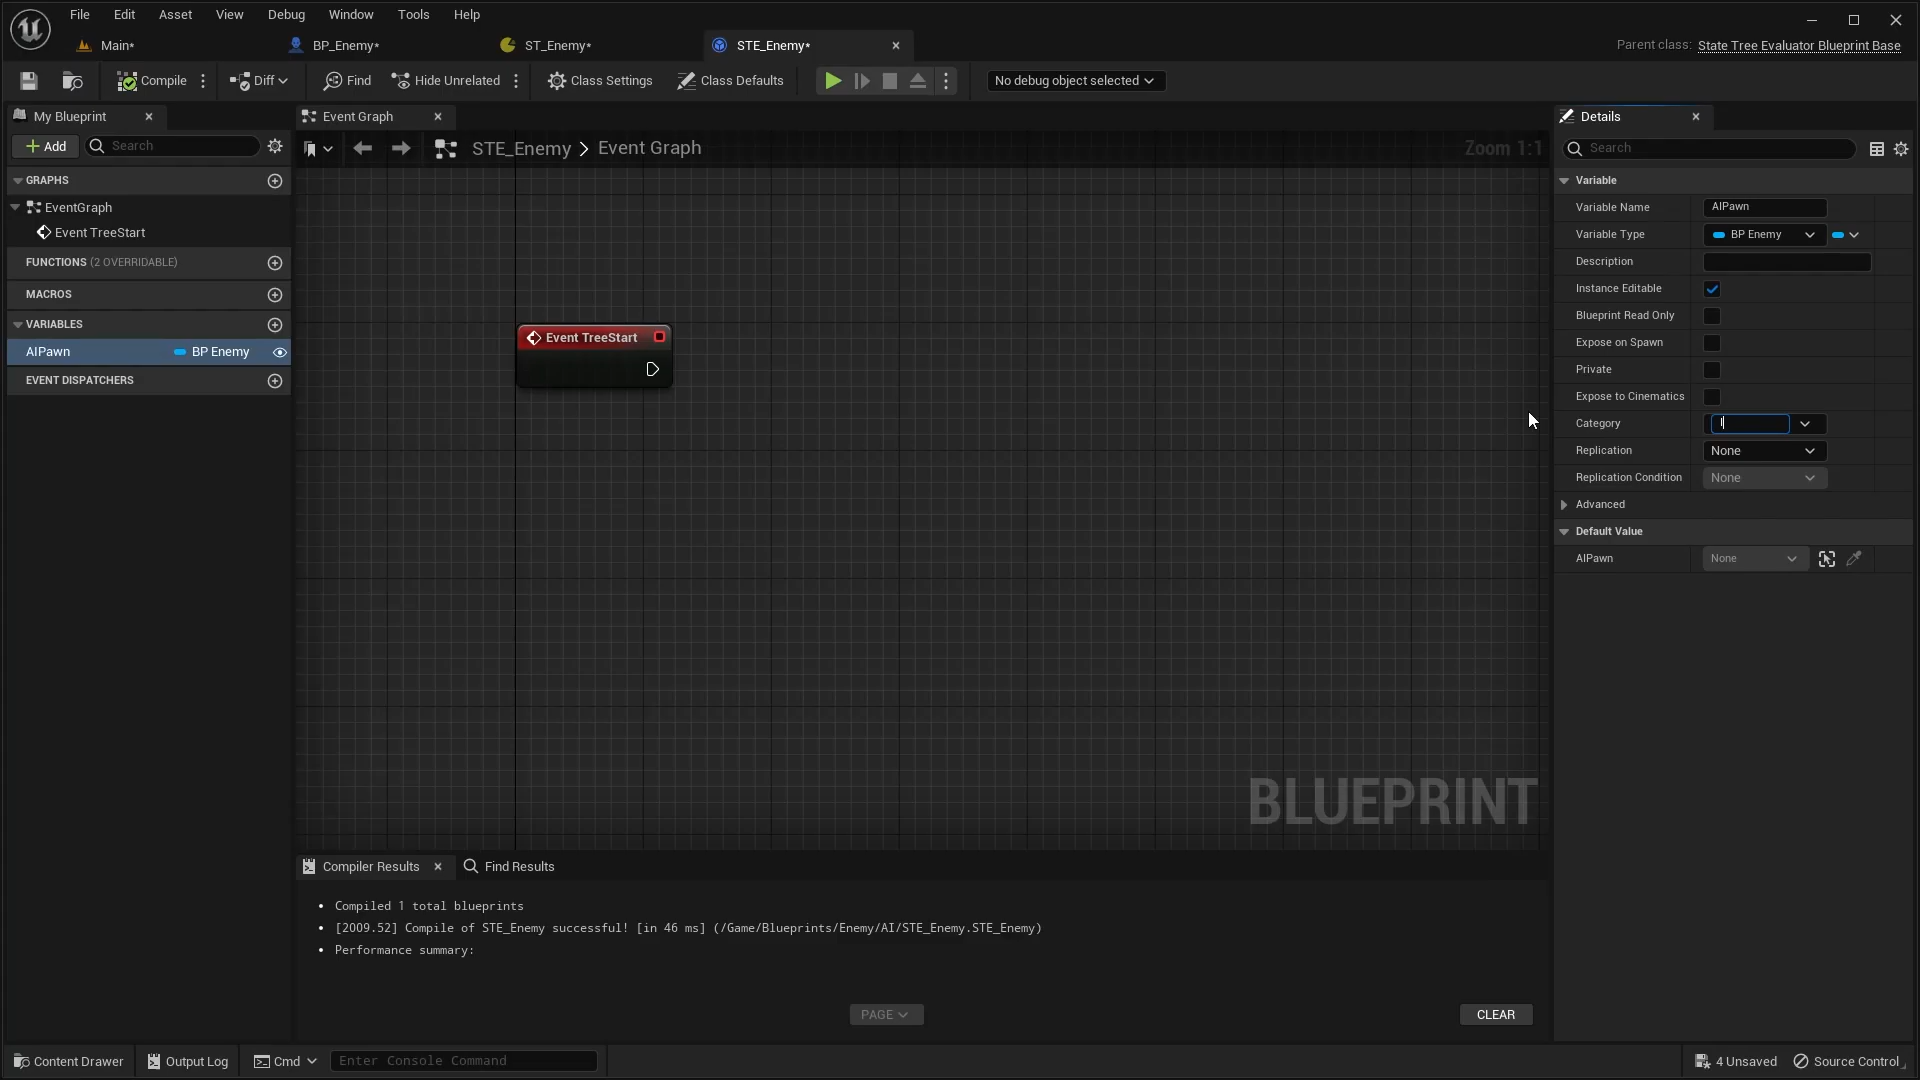 File Edit Asset View Debug Window Tools Help
Main* BP_Enemy* ST_Enemy* STE_Enemy*
Parent class: State Tree Evaluator Blueprint Base
Compile Diff Find Hide Unrelated Class Settings Class Defaults No debug object selected
My Blueprint
Add Search
GRAPHS
EventGraph
Event TreeStart
FUNCTIONS (2 OVERRIDABLE)
MACROS
VARIABLES
AIPawn BP Enemy
EVENT DISPATCHERS
Event Graph
STE_Enemy > Event Graph Zoom 1:1
Event TreeStart
BLUEPRINT
Compiler Results Find Results
• Compiled 1 total blueprints
• [2009.52] Compile of STE_Enemy successful! [in 46 ms] (/Game/Blueprints/Enemy/AI/STE_Enemy.STE_Enemy)
• Performance summary:
PAGE CLEAR
Details
Search
Variable
Variable Name AIPawn
Variable Type BP Enemy
Description
Instance Editable
Blueprint Read Only
Expose on Spawn
Private
Expose to Cinematics
Category
Replication None
Replication Condition None
Advanced
Default Value
AIPawn None
Content Drawer Output Log Cmd Enter Console Command 4 Unsaved Source Control